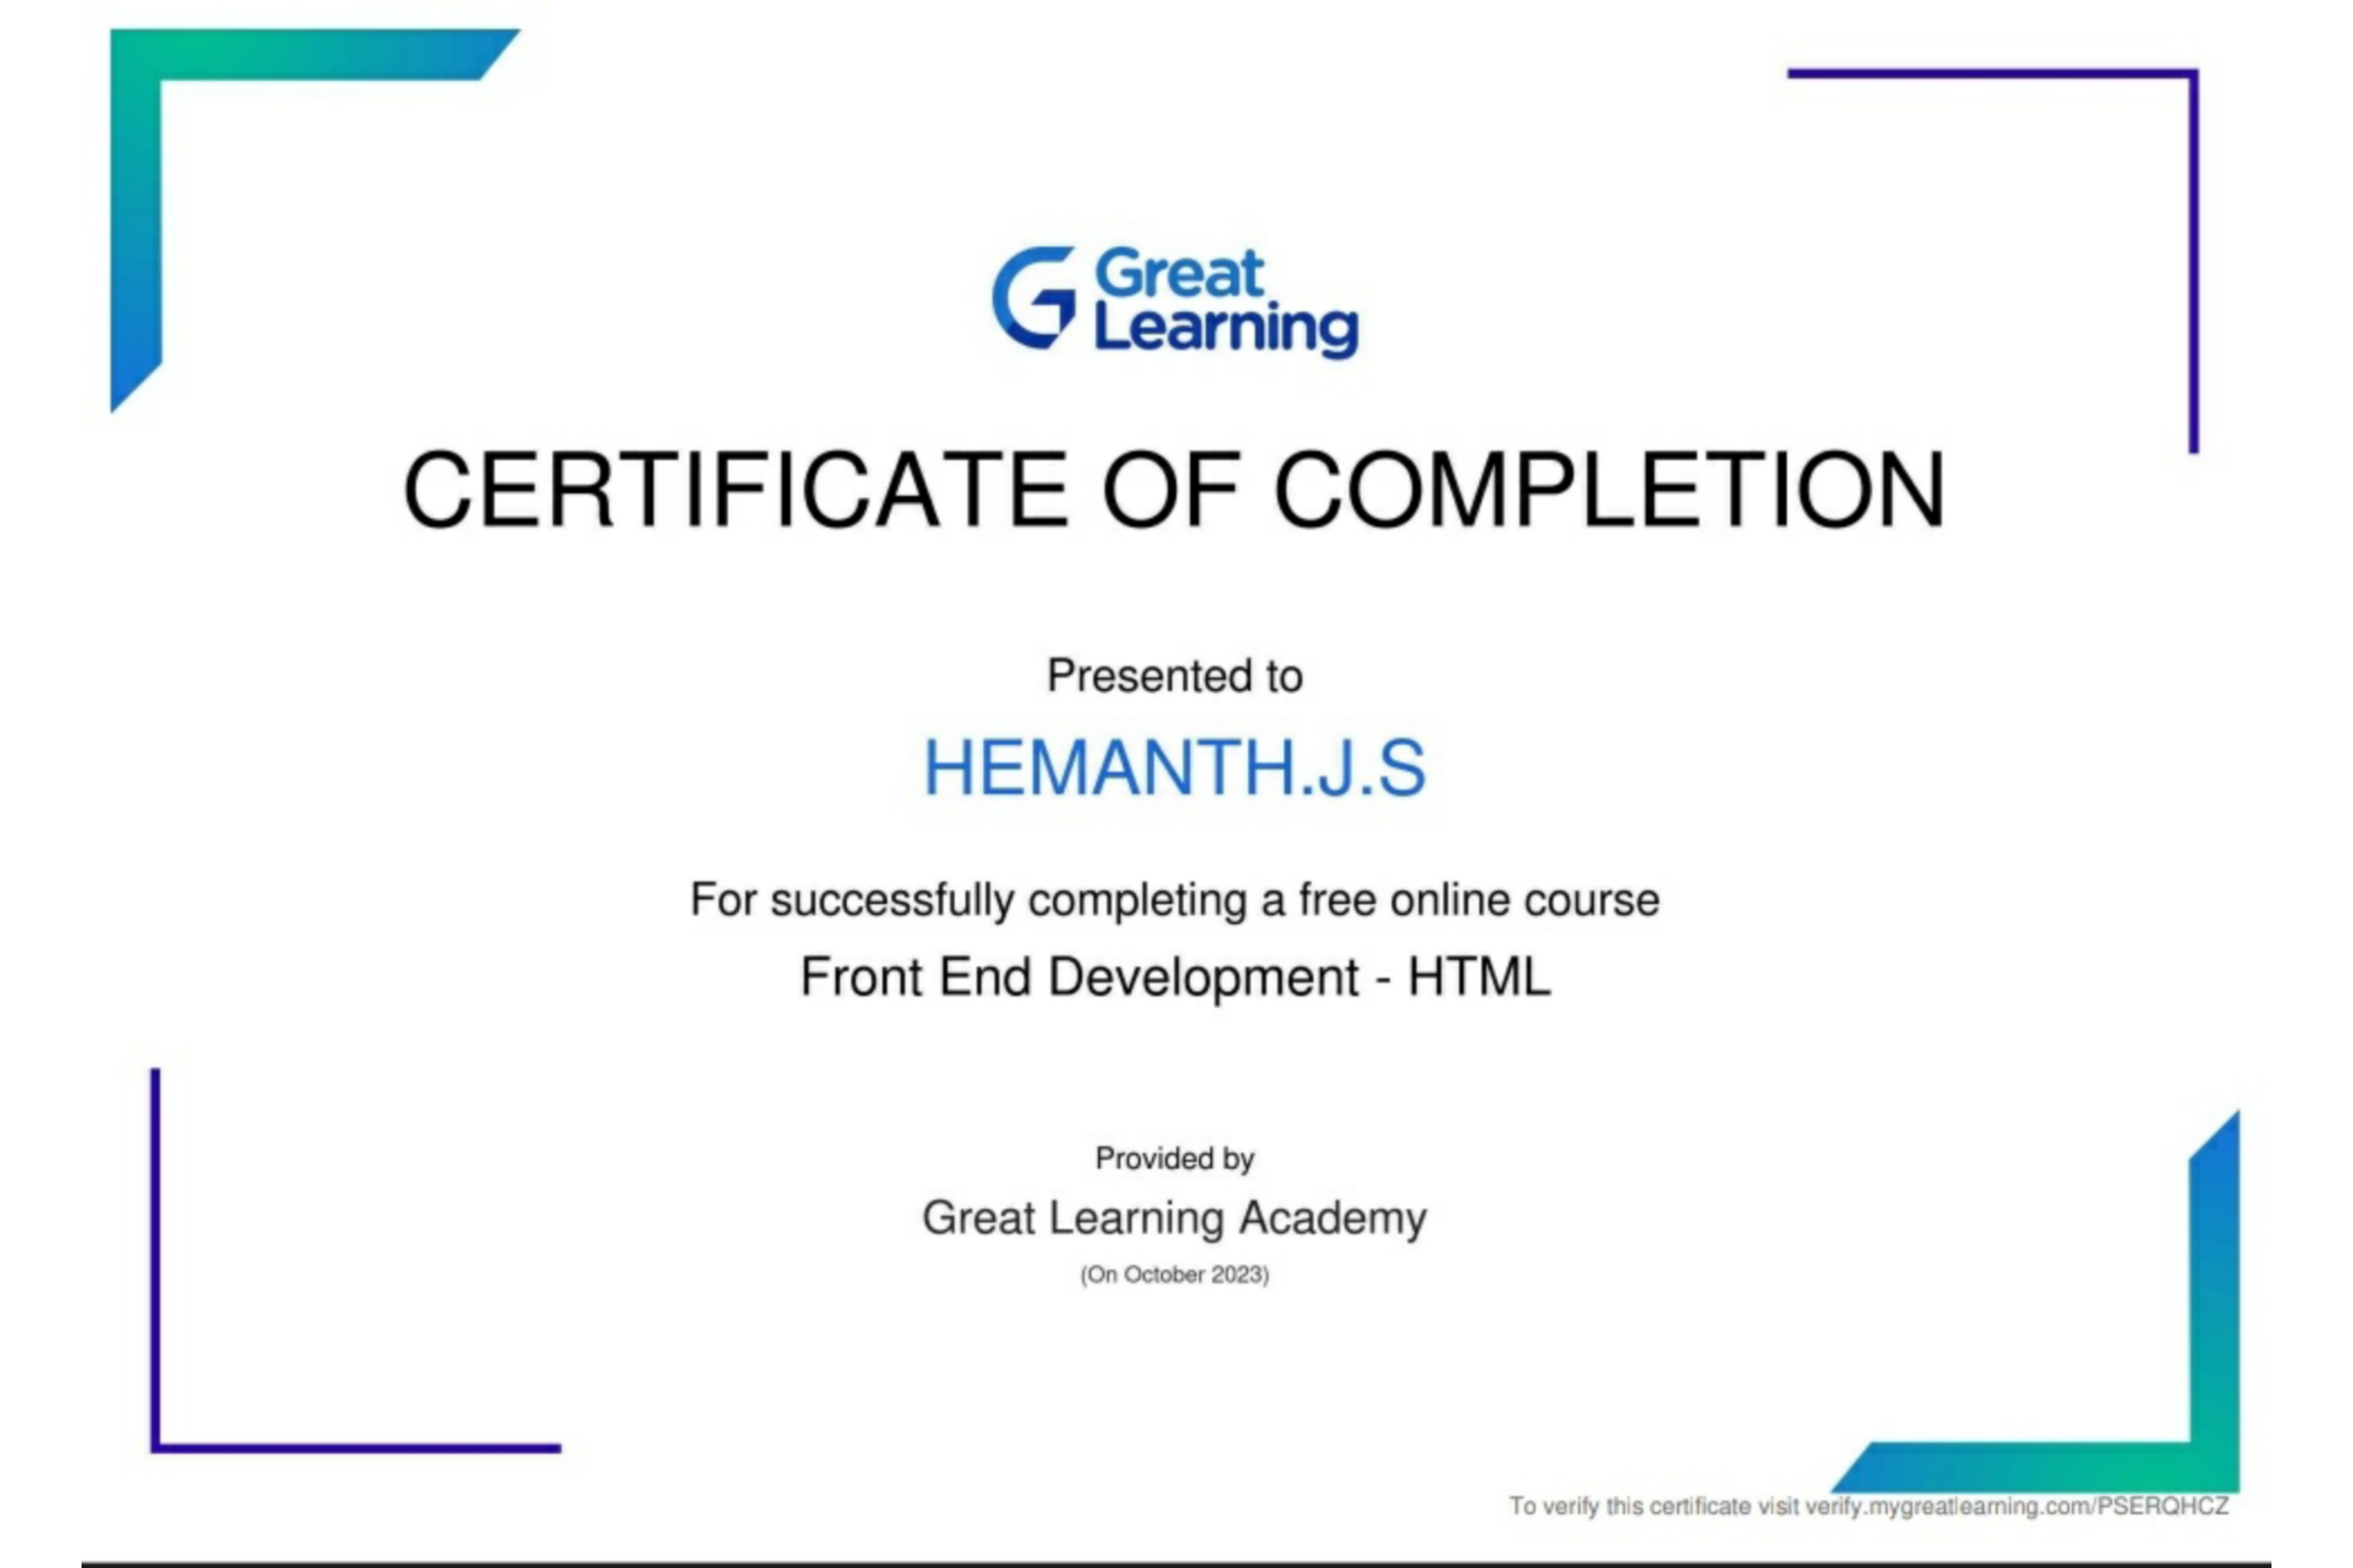 Great
Learning
CERTIFICATE OF COMPLETION
Presented to
HEMANTH.J.S
For successfully completing a free online course
Front End Development - HTML
Provided by
Great Learning Academy
(On October 2023)
To verify this certificate visit verify.mygreatlearning.com/PSERQHCZ